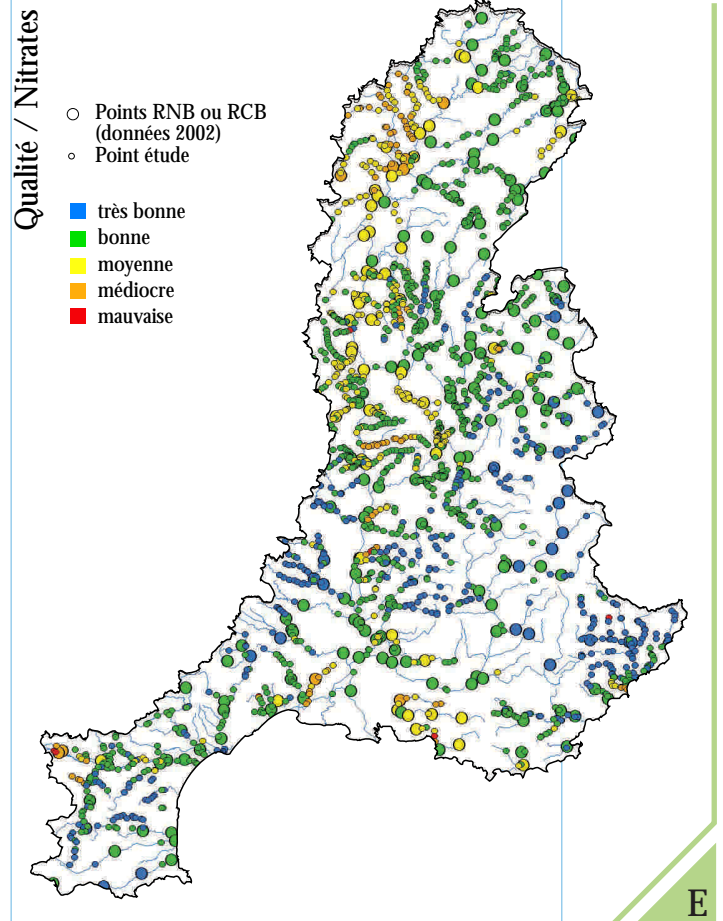 Qualité / Nitrates
Points RNB ou RCB
(données 2002)
Point étude
très bonne
bonne
moyenne
médiocre
mauvaise
E